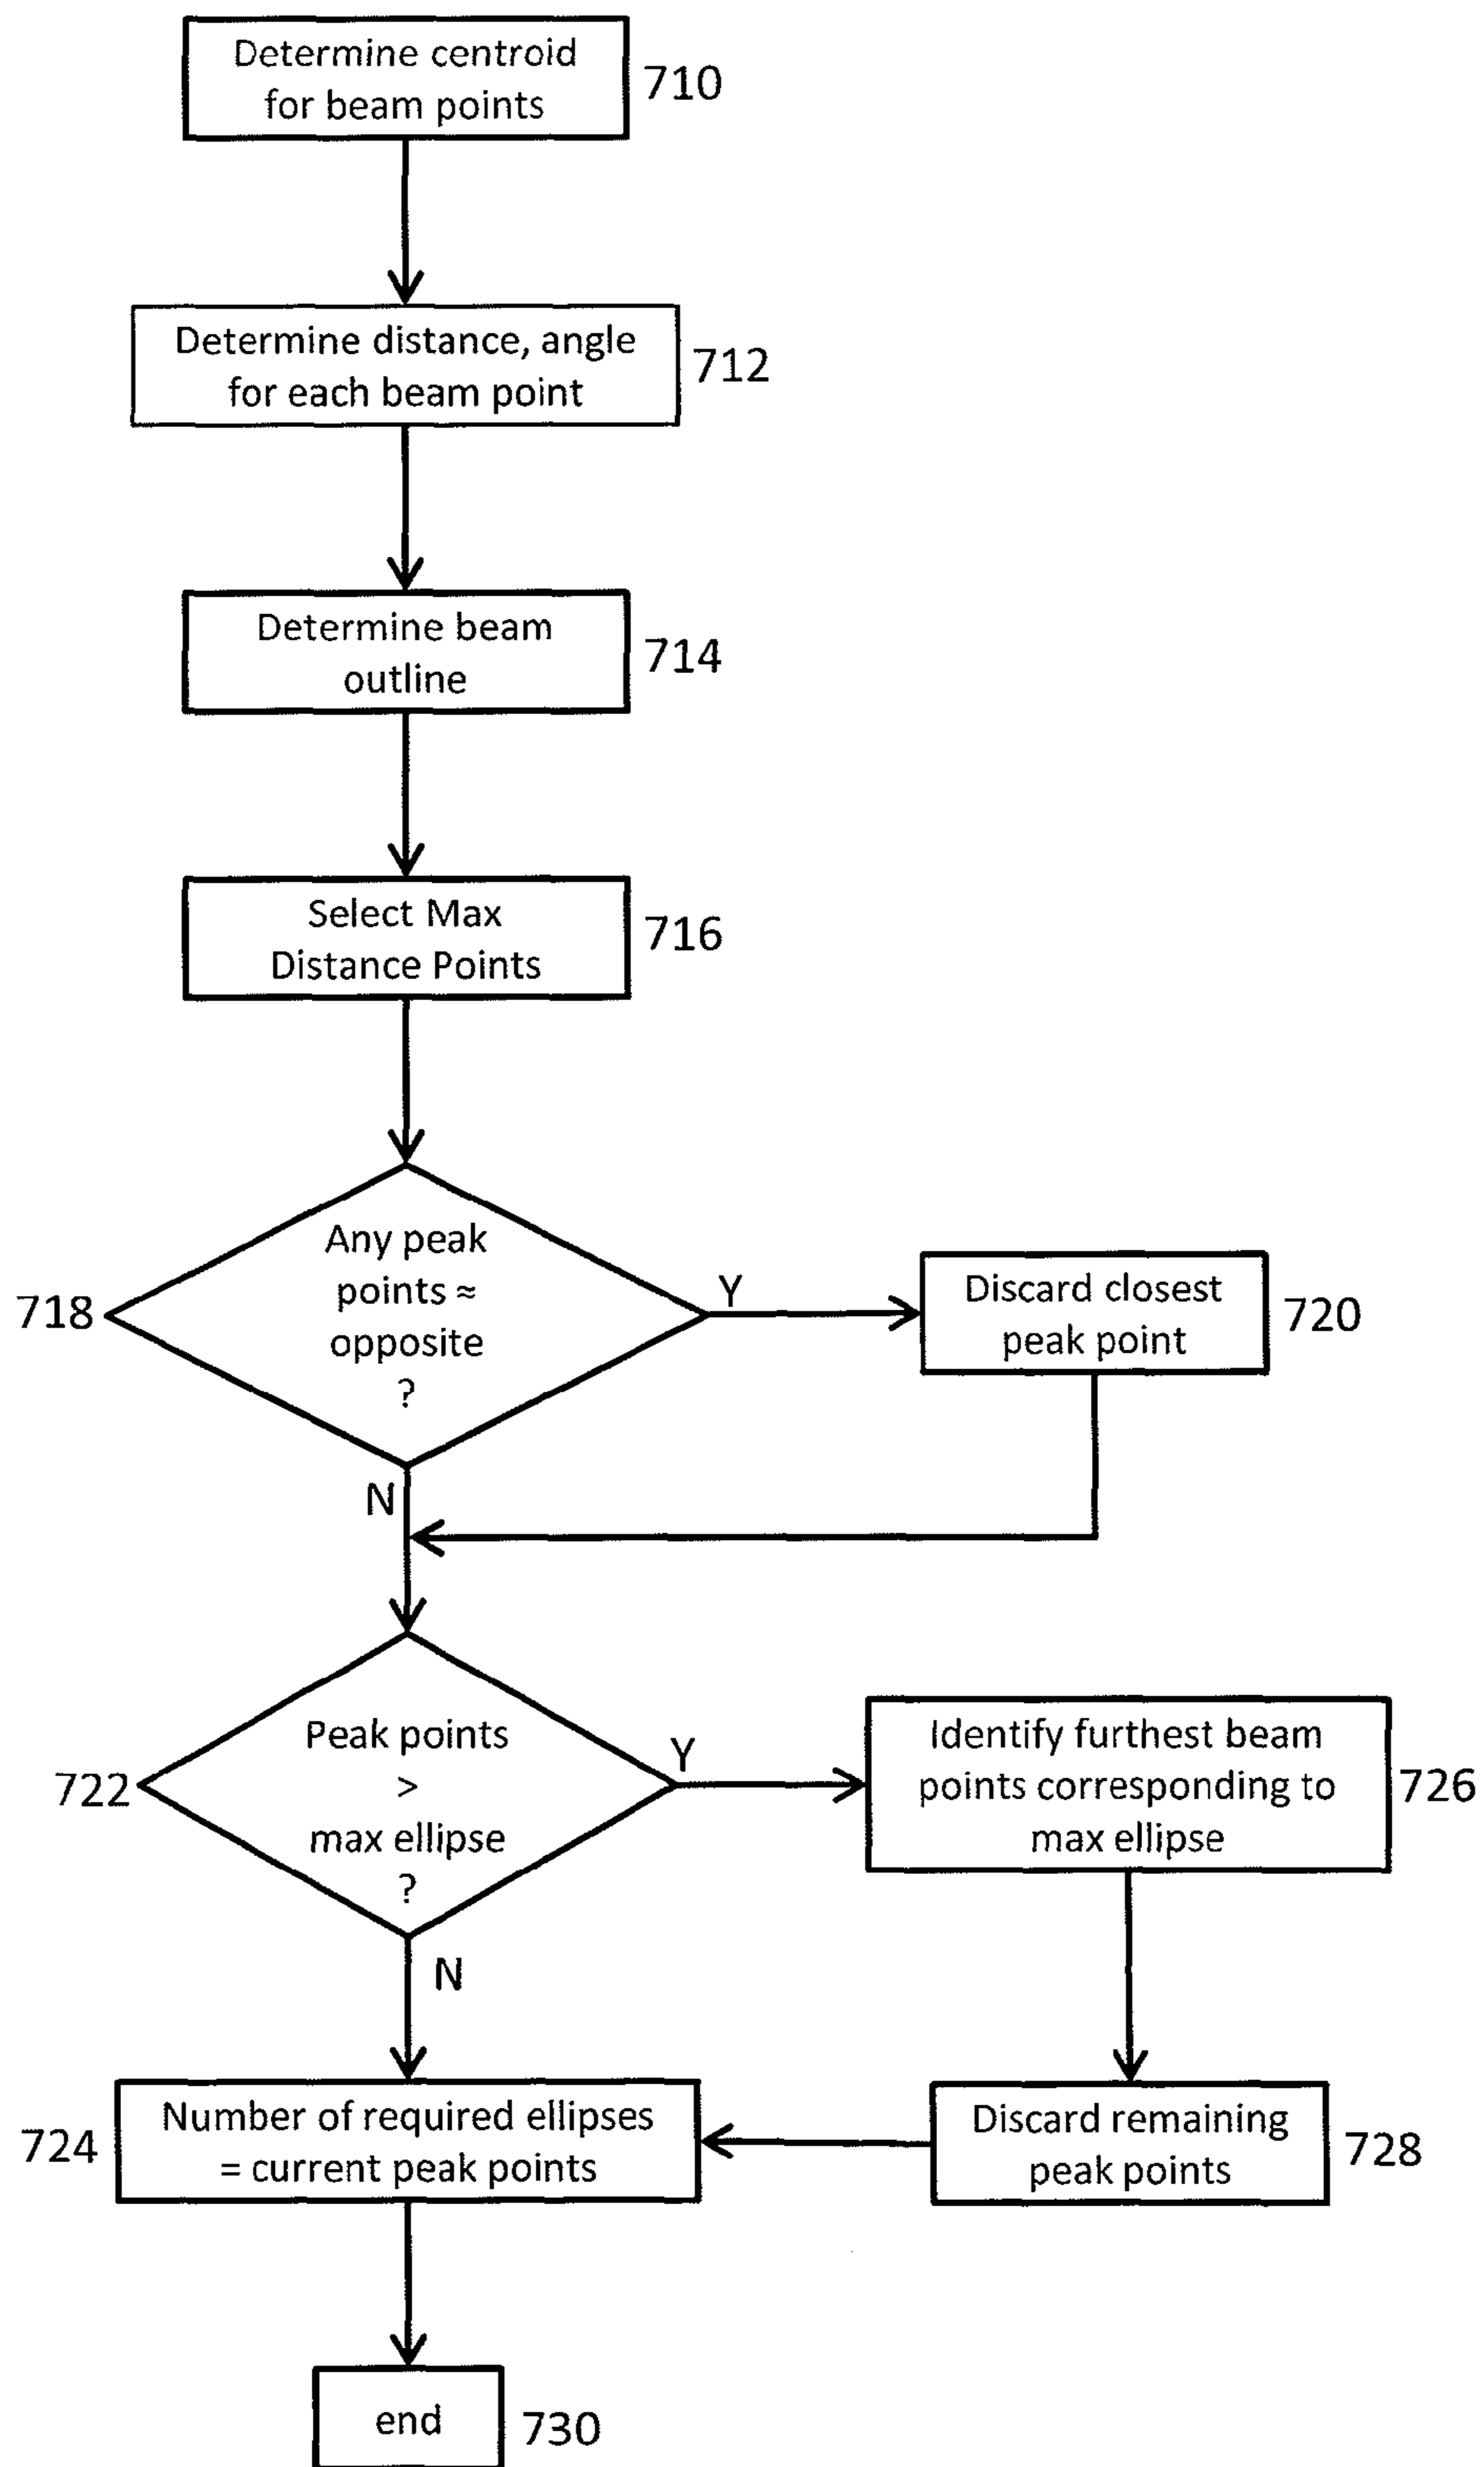 Determine centroid
for beam points
710
Determine distance, angle
for each beam point
712
Determine beam
outline
714
Select Max
Distance Points
716
Any peak
points ≈
opposite
?
718
Y
Discard closest
peak point
720
N
Peak points
>
max ellipse
?
722
Y
Identify furthest beam
points corresponding to
max ellipse
726
N
Number of required ellipses
= current peak points
724
Discard remaining
peak points
728
end
730